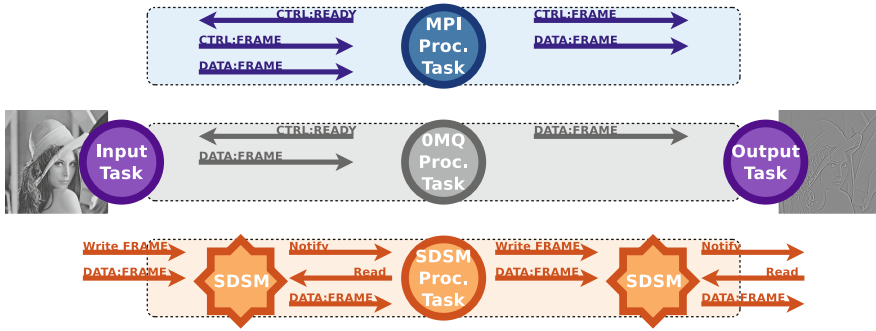 CTRL:READY
CTRL:FRAME
DATA:FRAME
MPI
Proc.
Task
CTRL:FRAME
DATA:FRAME
Input
Task
CTRL:READY
DATA:FRAME
0MQ
Proc.
Task
DATA:FRAME
Output
Task
Write FRAME
DATA:FRAME
SDSM
Notify
Read
DATA:FRAME
SDSM
Proc.
Task
Write FRAME
DATA:FRAME
SDSM
Notify
Read
DATA:FRAME